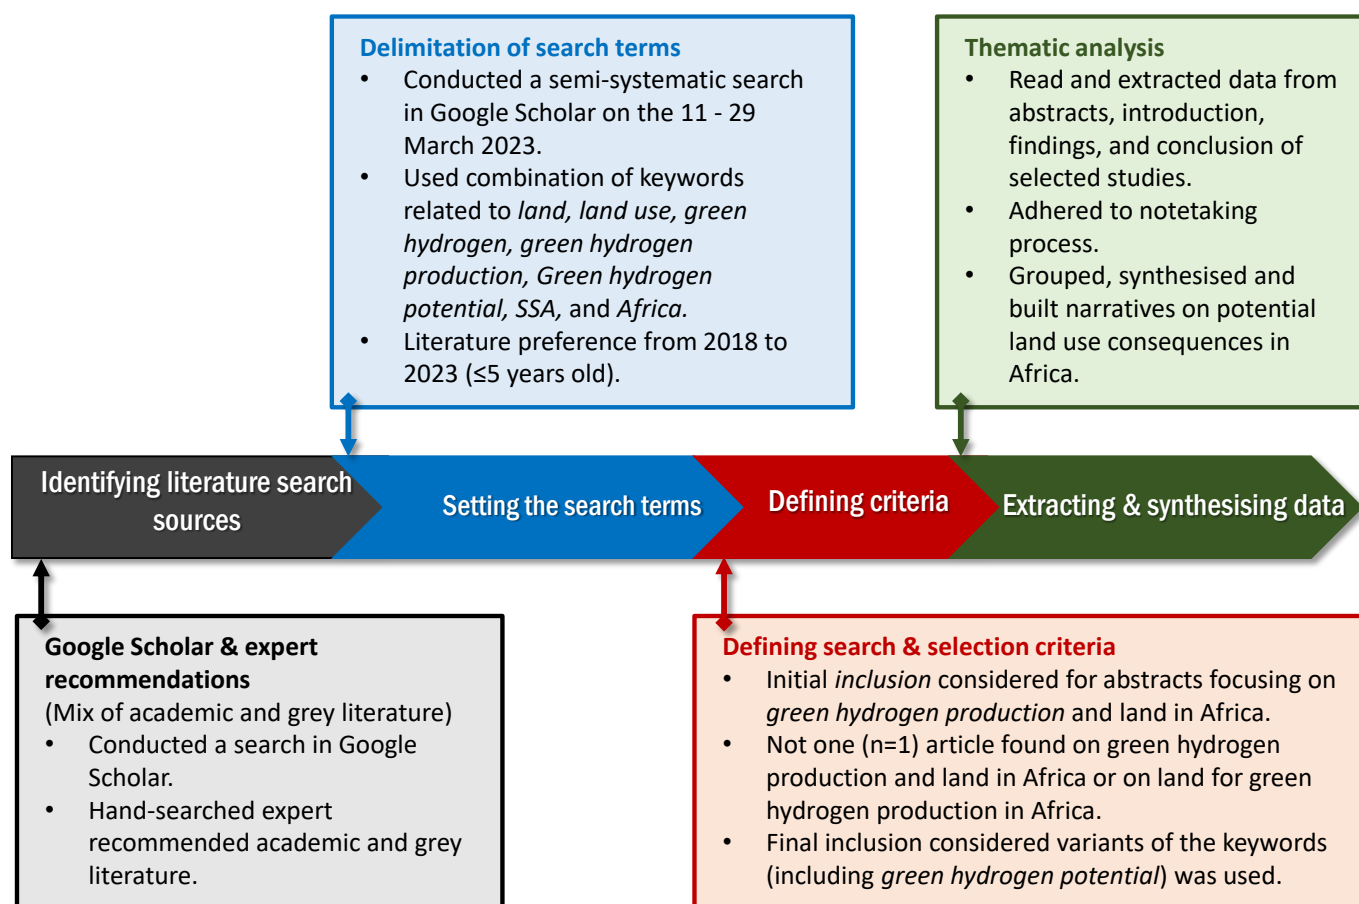 Delimitation of search terms
• Conducted a semi-systematic search
in Google Scholar on the 11 - 29
March 2023.
• Used combination of keywords
related to land, land use, green
hydrogen, green hydrogen
production, Green hydrogen
potential, SSA, and Africa.
• Literature preference from 2018 to
2023 (≤5 years old).
Thematic analysis
• Read and extracted data from
abstracts, introduction,
findings, and conclusion of
selected studies.
• Adhered to notetaking
process.
• Grouped, synthesised and
built narratives on potential
land use consequences in
Africa.
Identifying literature search
sources
Setting the search terms
Defining criteria
Extracting & synthesising data
Google Scholar & expert
recommendations
(Mix of academic and grey literature)
• Conducted a search in Google
Scholar.
• Hand-searched expert
recommended academic and grey
literature.
Defining search & selection criteria
• Initial inclusion considered for abstracts focusing on
green hydrogen production and land in Africa.
• Not one (n=1) article found on green hydrogen
production and land in Africa or on land for green
hydrogen production in Africa.
• Final inclusion considered variants of the keywords
(including green hydrogen potential) was used.